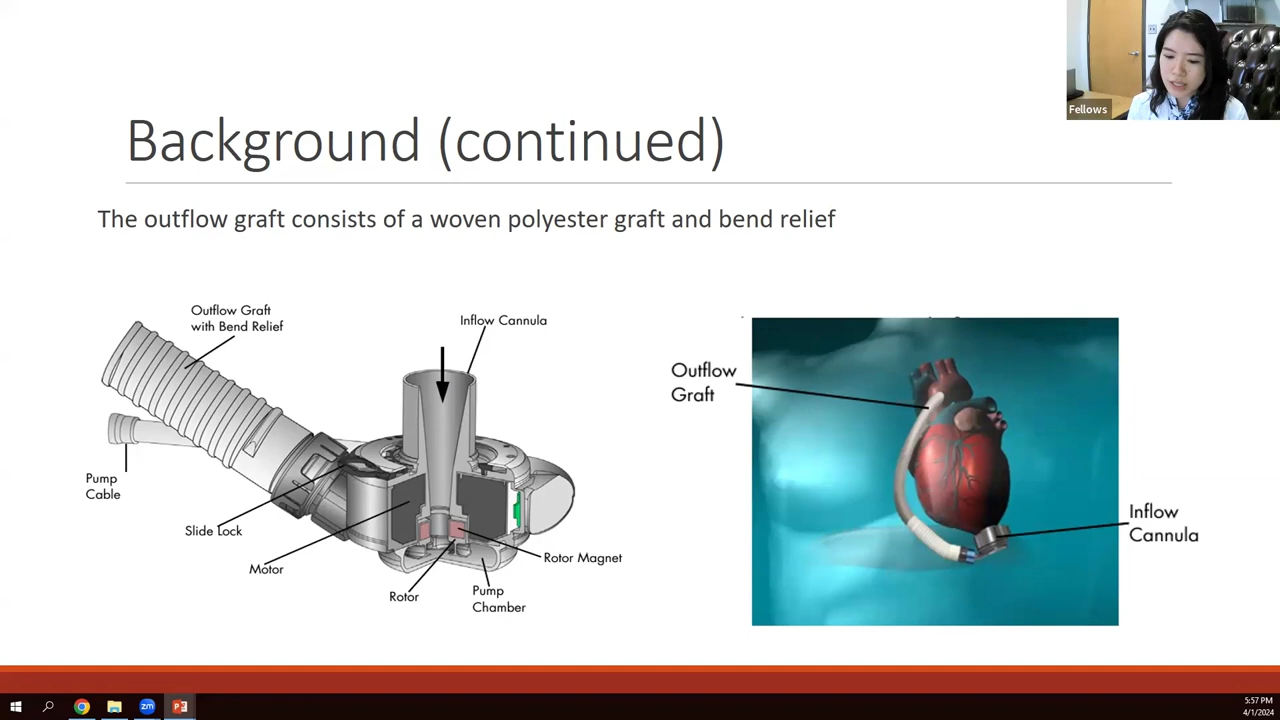 Fellows
Background (continued)
The outflow graft consists of a woven polyester graft and bend relief
Outflow Graft
with Bend Relief
Inflow Cannula
Pump
Cable
Slide Lock
Motor
Rotor
Pump
Chamber
Rotor Magnet
Outflow
Graft
Inflow
Cannula
zm
5:57 PM
4/1/2024